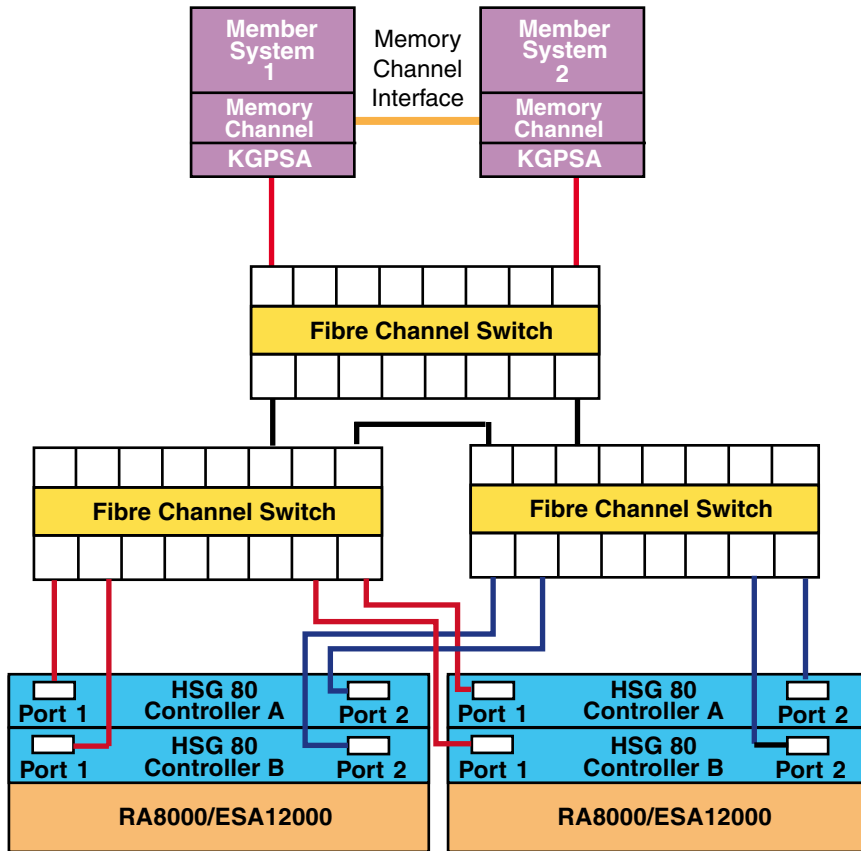 Member
System
1
Memory
Channel
Interface
Member
System
2
Memory
Channel
Memory
Channel
KGPSA
KGPSA
Fibre Channel Switch
Fibre Channel Switch
Fibre Channel Switch
HSG 80
Controller A
Port 1
Port 2
HSG 80
Controller B
Port 1
Port 2
RA8000/ESA12000
HSG 80
Controller A
Port 1
Port 2
HSG 80
Controller B
Port 1
Port 2
RA8000/ESA12000